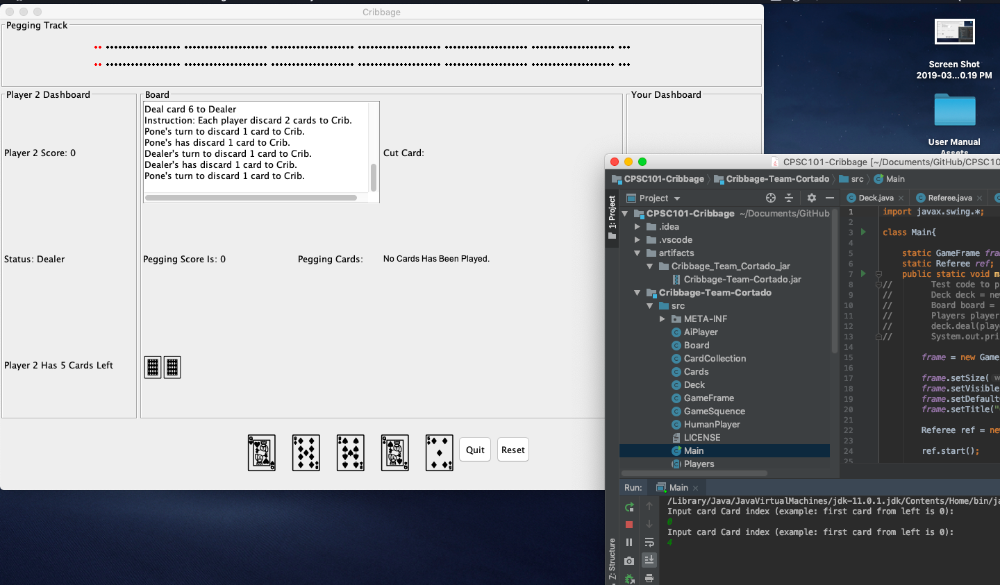 Cribbage
Pegging Track
Player 2 Dashboard
Board
Your Dashboard
Deal card 6 to Dealer
Instruction: Each player discard 2 cards to Crib.
Pone's turn to discard 1 card to Crib.
Pone's has discard 1 card to Crib.
Dealer's turn to discard 1 card to Crib.
Dealer's has discard 1 card to Crib.
Pone's turn to discard 1 card to Crib.
Player 2 Score: 0
Cut Card:
Status: Dealer
Pegging Score Is: 0
Pegging Cards:
No Cards Has Been Played.
Player 2 Has 5 Cards Left
Quit
Reset
Screen Shot
2019-03...0.19 PM
User Manual
Assets
CPSC101-Cribbage [~/Documents/GitHub/CPSC10
CPSC101-Cribbage
Cribbage-Team-Cortado
src
Main
1: Project
Project
Deck.java
Referee.java
CPSC101-Cribbage ~/Documents/GitHub
.idea
.vscode
artifacts
Cribbage_Team_Cortado_jar
Cribbage-Team-Cortado.jar
Cribbage-Team-Cortado
src
META-INF
AiPlayer
Board
CardCollection
Cards
Deck
GameFrame
GameSquence
HumanPlayer
LICENSE
Main
Players
1 import javax.swing.*;
2
3 class Main{
4
5 static GameFrame fra
6 static Referee ref;
7 public static void m
8 // Test code to p
9 // Deck deck = ne
10 // Board board =
11 // Players player
12 // deck.deal(playe
13 // System.out.pri
14
15 frame = new Game
16
17 frame.setSize( w
18 frame.setVisible
19 frame.setDefault
20 frame.setTitle("
21
22 Referee ref = new
23
24 ref.start();
25
Run: Main
/Library/Java/JavaVirtualMachines/jdk-11.0.1.jdk/Contents/Home/bin/ja
Input card Card index (example: first card from left is 0):
0
Input card Card index (example: first card from left is 0):
4
7: Structure